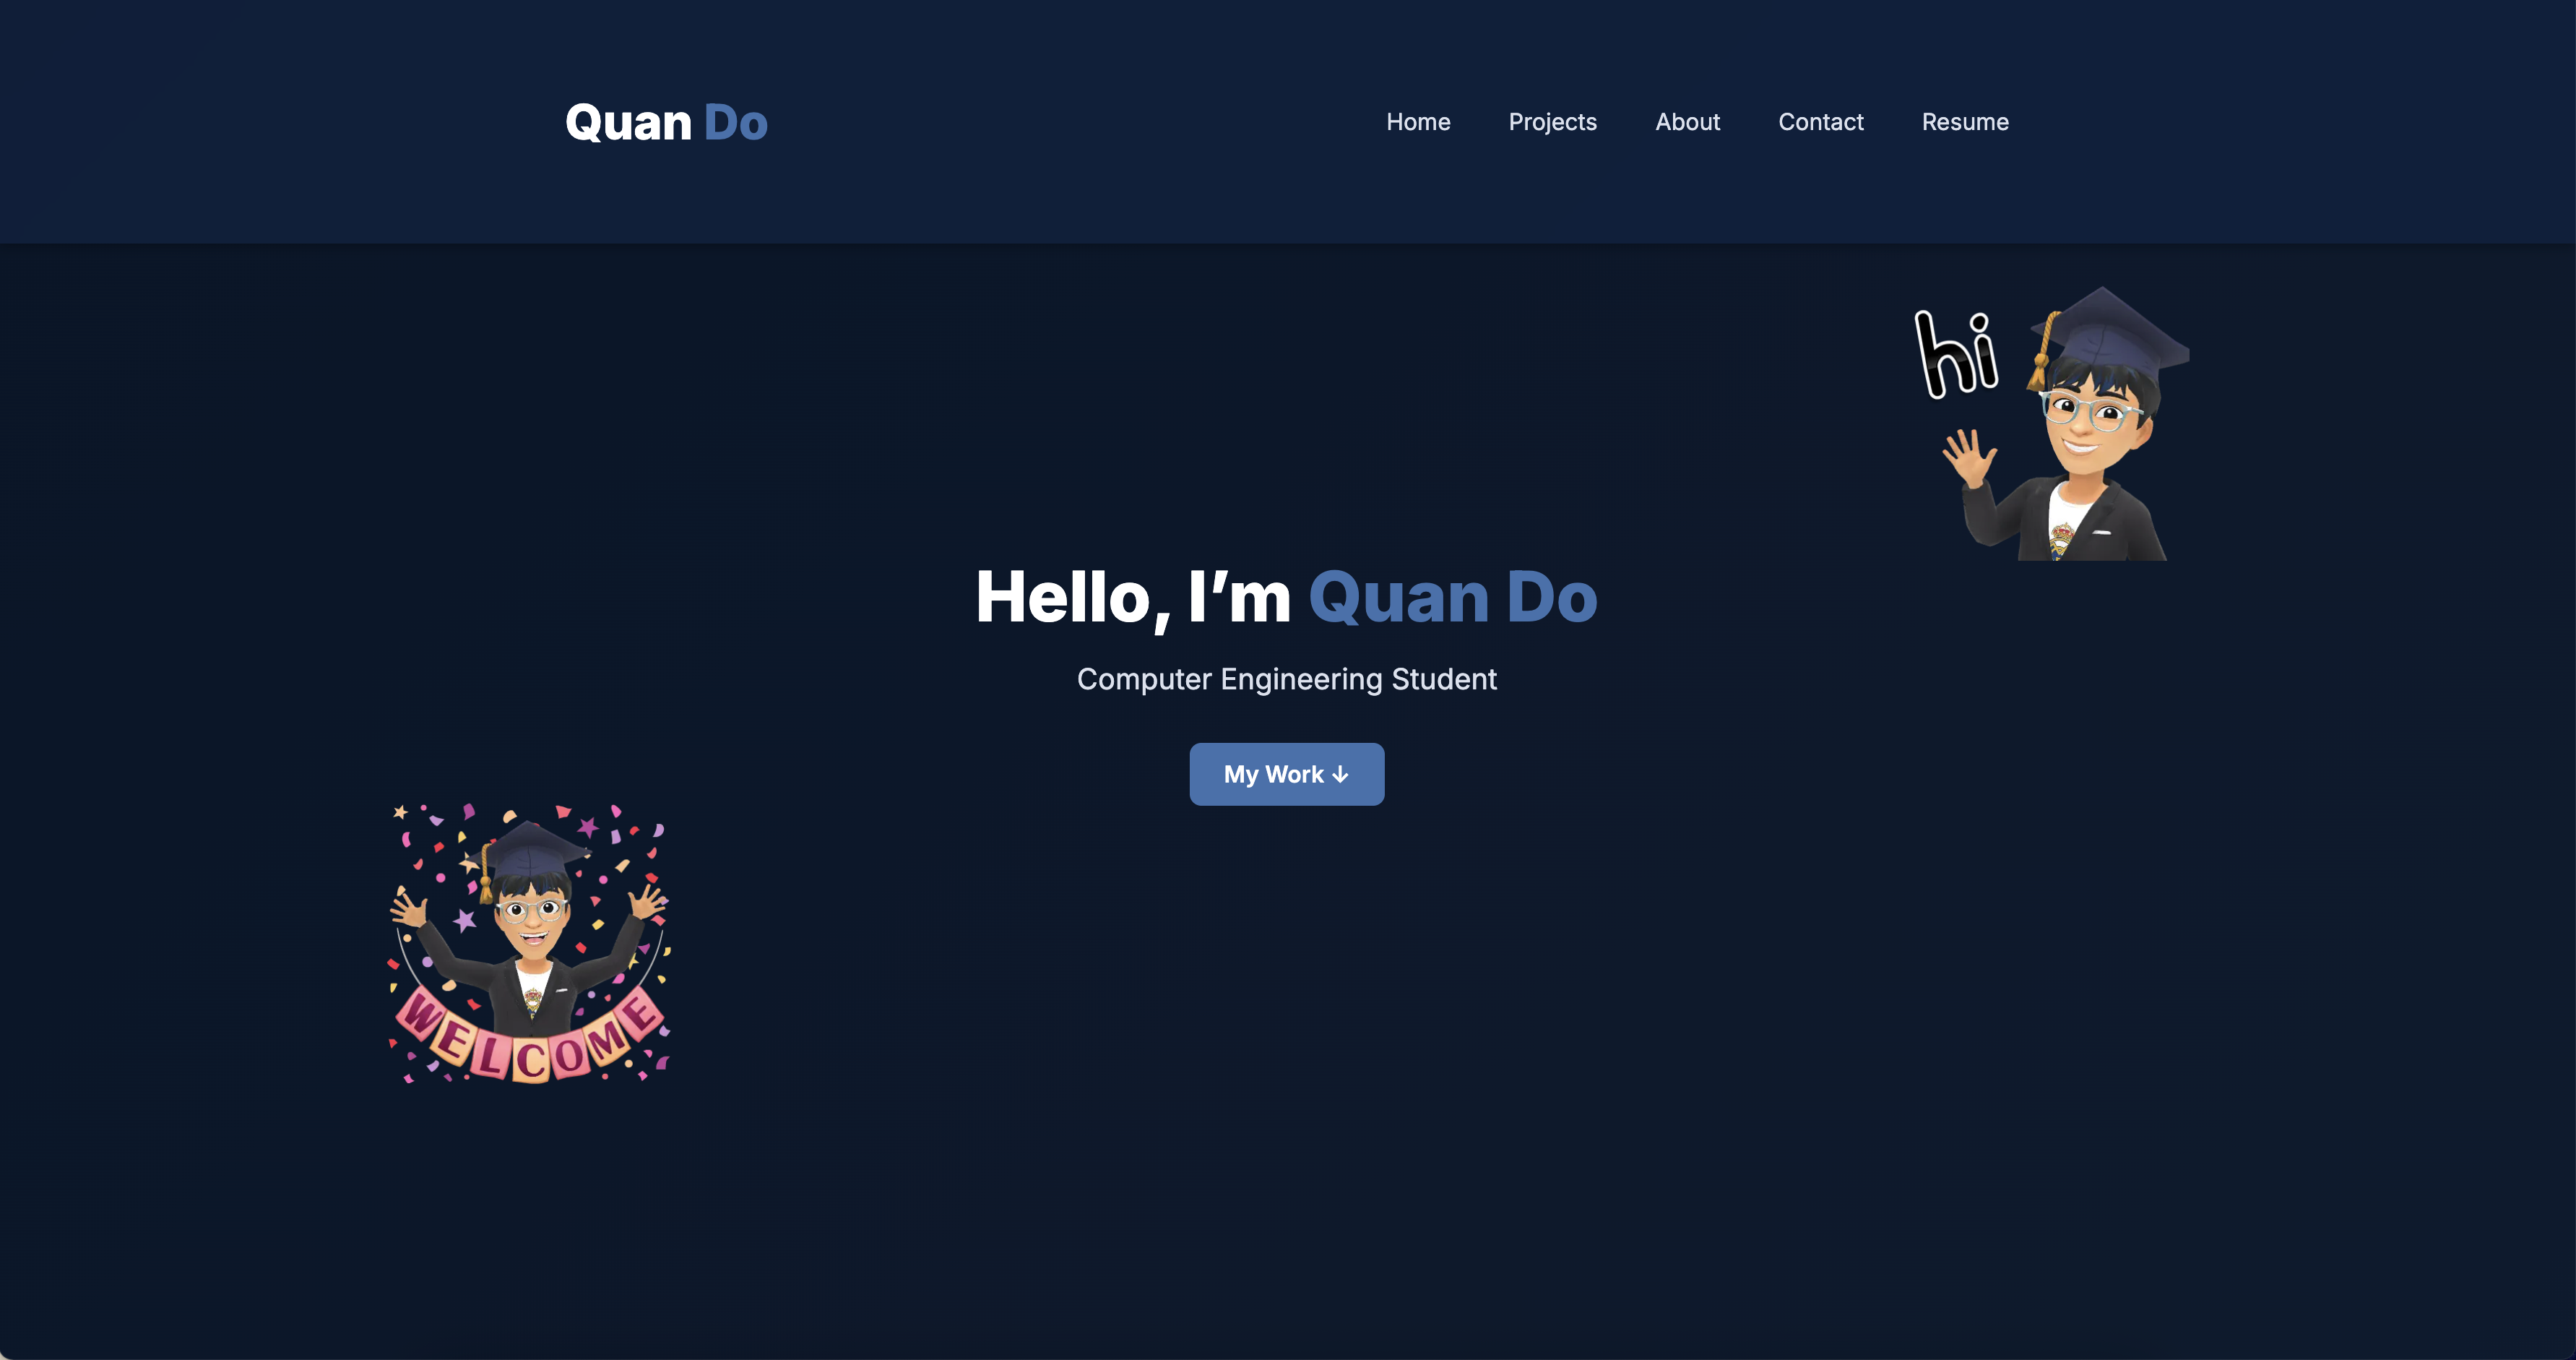 Quan Do
Home Projects About Contact Resume
hi
Hello, I’m Quan Do
Computer Engineering Student
My Work ↓
WELCOME